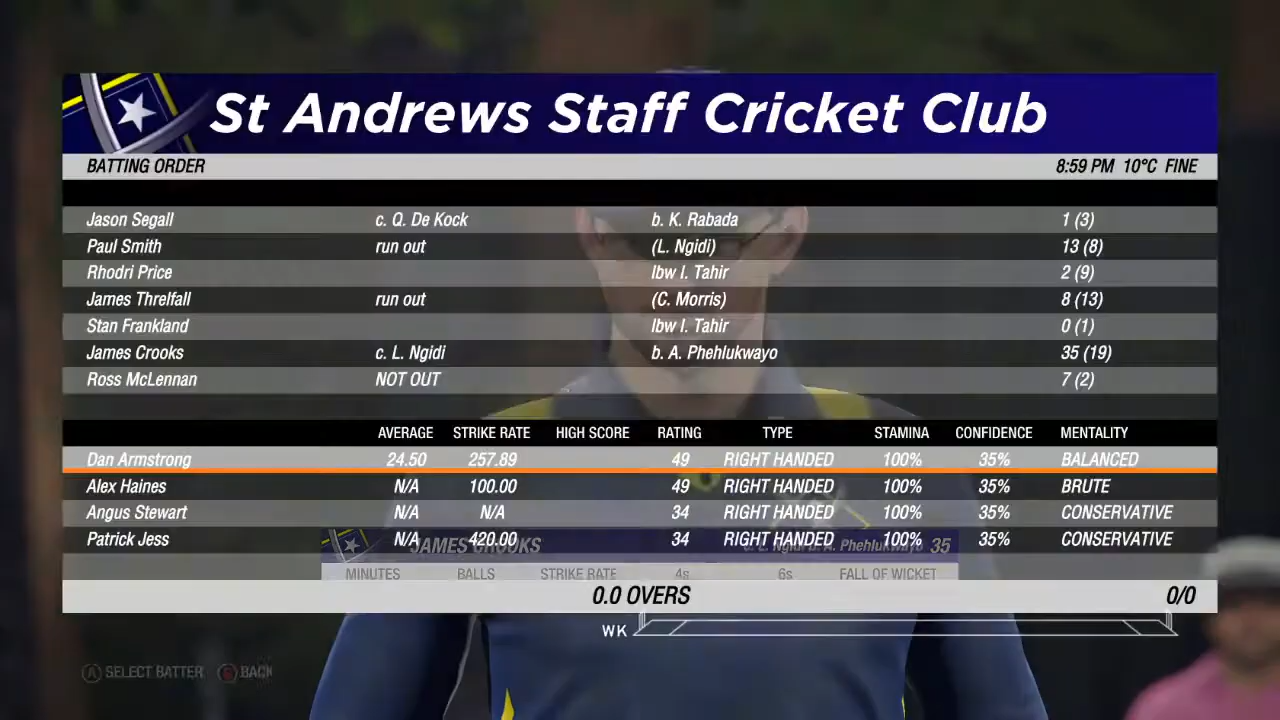 St Andrews Staff Cricket Club
BATTING ORDER 8:59 PM 10°C FINE
Jason Segall c. Q. De Kock b. K. Rabada 1 (3)
Paul Smith run out (L. Ngidi) 13 (8)
Rhodri Price lbw I. Tahir 2 (9)
James Threlfall run out (C. Morris) 8 (13)
Stan Frankland lbw I. Tahir 0 (1)
James Crooks c. L. Ngidi b. A. Phehlukwayo 35 (19)
Ross McLennan NOT OUT 7 (2)
AVERAGE STRIKE RATE HIGH SCORE RATING TYPE STAMINA CONFIDENCE MENTALITY
Dan Armstrong 24.50 257.89 49 RIGHT HANDED 100% 35% BALANCED
Alex Haines N/A 100.00 49 RIGHT HANDED 100% 35% BRUTE
Angus Stewart N/A N/A 34 RIGHT HANDED 100% 35% CONSERVATIVE
Patrick Jess N/A 420.00 34 RIGHT HANDED 100% 35% CONSERVATIVE
JAMES CROOKS c. L. Ngidi b. A. Phehlukwayo 35
MINUTES BALLS STRIKE RATE 4s 6s FALL OF WICKET
0.0 OVERS 0/0
WK
A SELECT BATTER B BACK